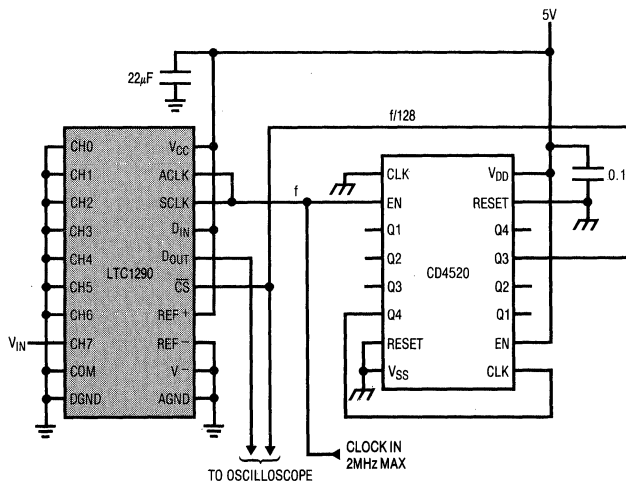 5V
22µF
f/128
CH0
CH1
CH2
CH3
CH4
CH5
CH6
CH7
COM
DGND
LTC1290
VCC
ACLK
SCLK
DIN
DOUT
CS
REF+
REF−
V−
AGND
VIN
f
CLK
EN
Q1
Q2
Q3
Q4
RESET
VSS
CD4520
VDD
RESET
Q4
Q3
Q2
Q1
EN
CLK
0.1
CLOCK IN
2MHz MAX
TO OSCILLOSCOPE